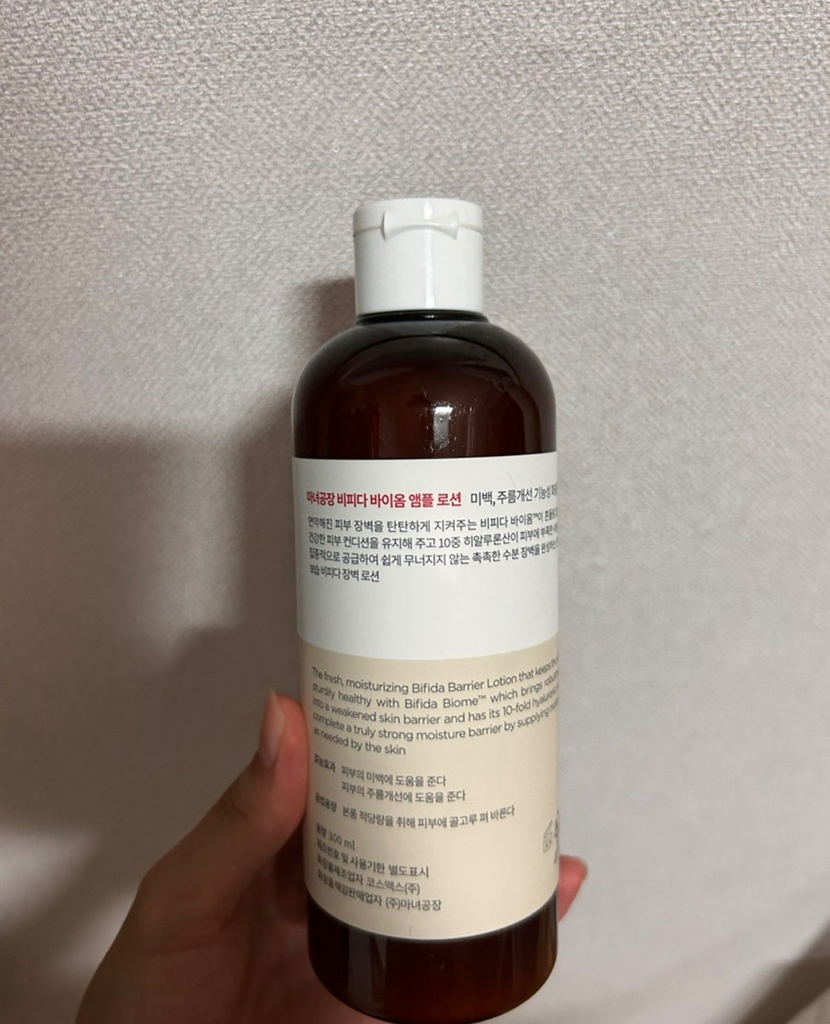 마녀공장 비피다 바이옴 앰플 로션 미백, 주름개선 기능성
연약해진 피부 장벽을 탄탄하게 지켜주는 비피다 바이옴™이
건강한 피부 컨디션을 유지해 주고 10중 히알루론산이 피부에 부족한
집중적으로 공급하여 쉽게 무너지지 않는 촉촉한 수분 장벽을
보습 비피다 장벽 로션
The fresh, moisturizing Bifida Barrier Lotion that keeps
sturdily healthy with Bifida Biome™ which brings
into a weakened skin barrier and has its 10-fold
complete a truly strong moisture barrier by supplying
as needed by the skin
효능효과 피부의 미백에 도움을 준다
피부의 주름개선에 도움을 준다
용법용량 본품 적당량을 취해 피부에 골고루 펴 바른다
용량 300 ml
제조번호 및 사용기한 별도표시
화장품제조업자 코스맥스(주)
화장품책임판매업자 (주)마녀공장